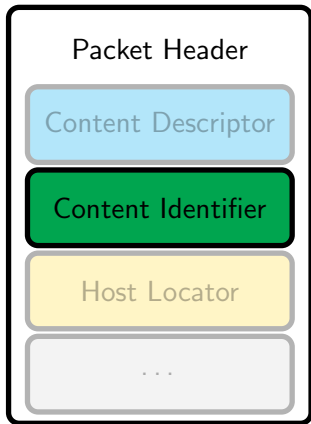 Packet Header
Content Descriptor
Content Identifier
Host Locator
...